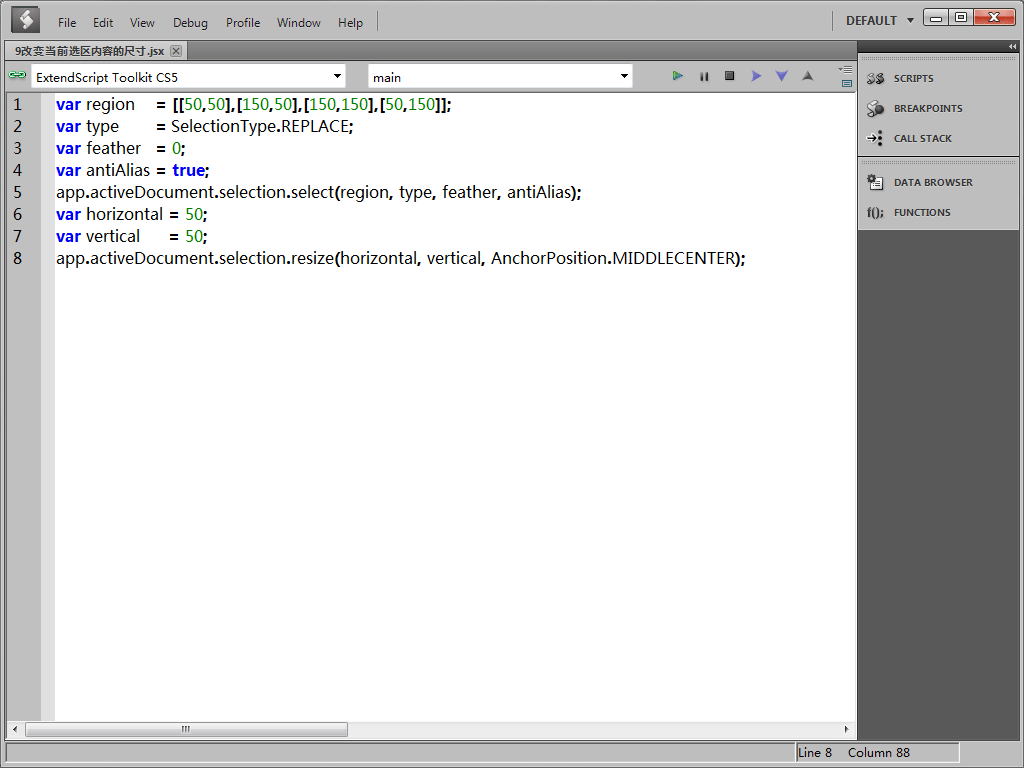 File Edit View Debug Profile Window Help DEFAULT
9改变当前选区内容的尺寸.jsx
ExtendScript Toolkit CS5 main
1 var region = [[50,50],[150,50],[150,150],[50,150]];
2 var type = SelectionType.REPLACE;
3 var feather = 0;
4 var antiAlias = true;
5 app.activeDocument.selection.select(region, type, feather, antiAlias);
6 var horizontal = 50;
7 var vertical = 50;
8 app.activeDocument.selection.resize(horizontal, vertical, AnchorPosition.MIDDLECENTER);
SCRIPTS
BREAKPOINTS
CALL STACK
DATA BROWSER
f(); FUNCTIONS
Line 8 Column 88